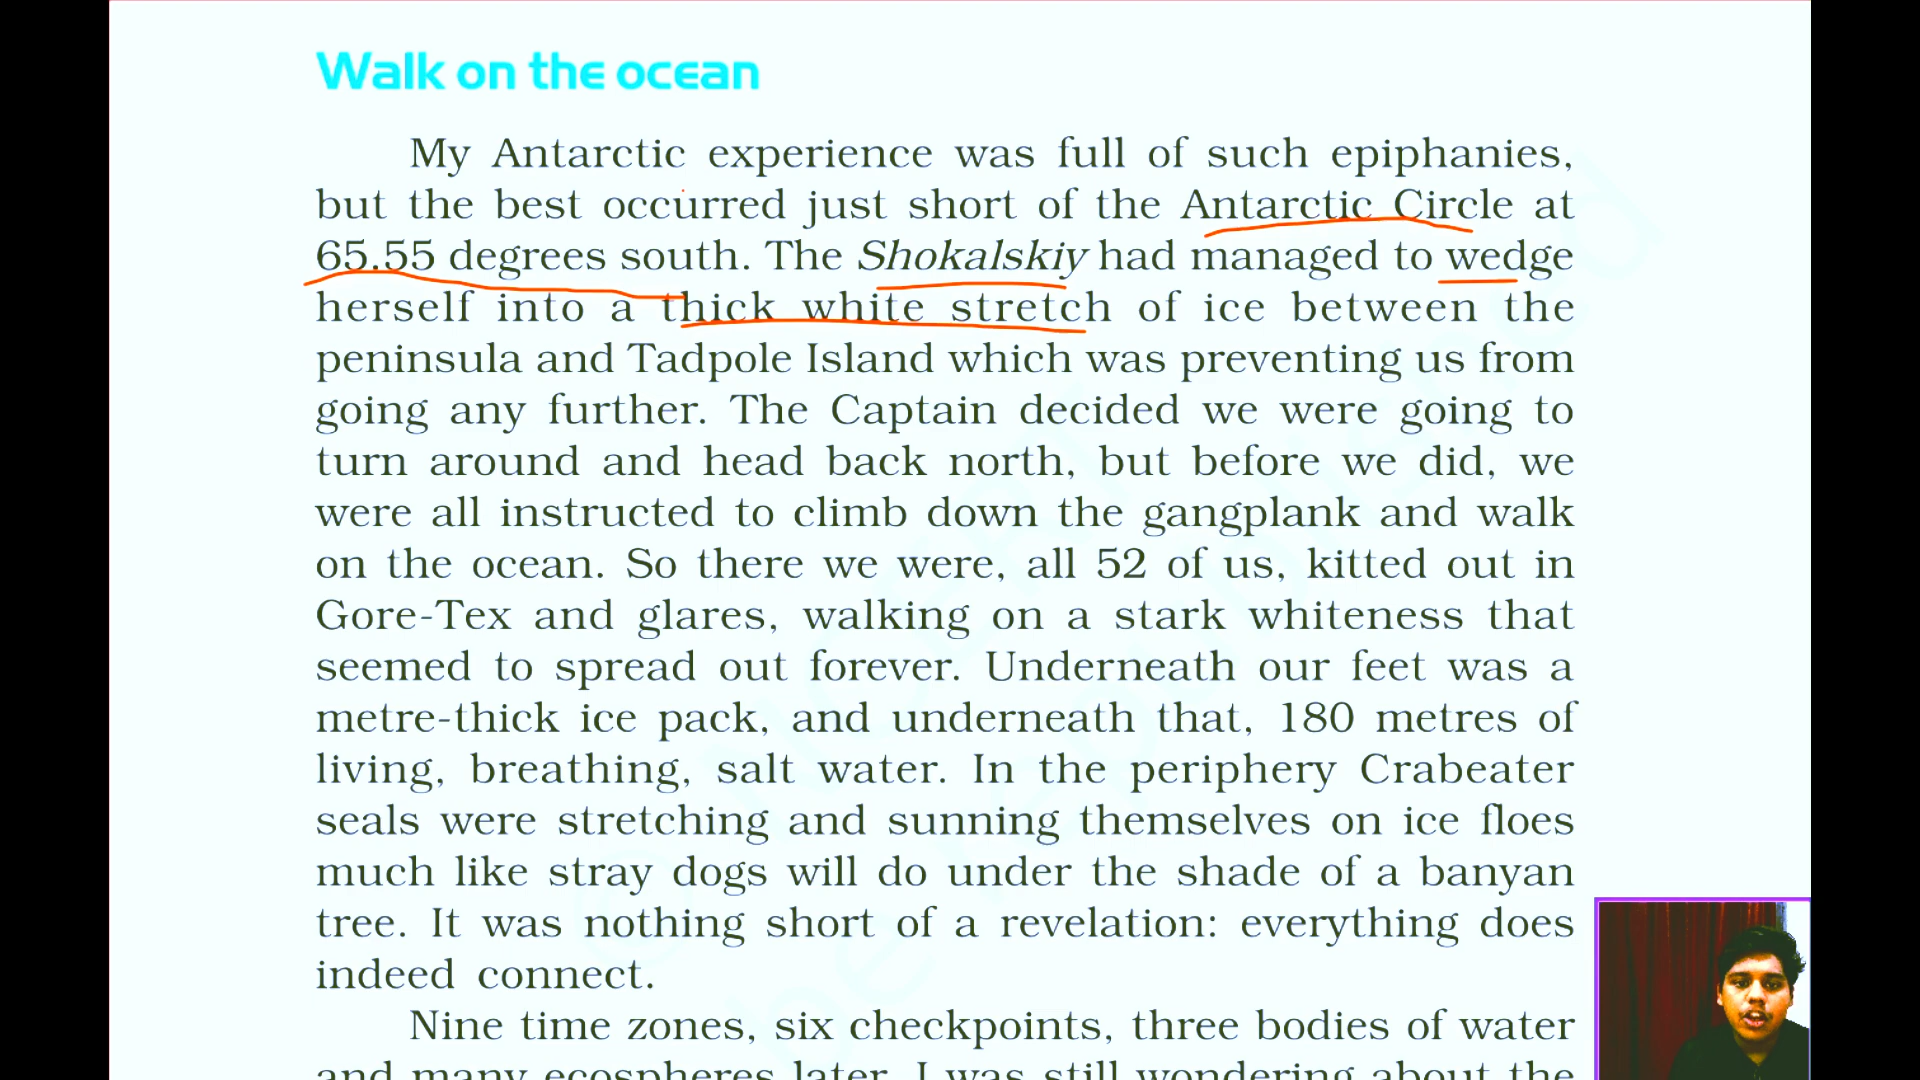 Walk on the ocean
My Antarctic experience was full of such epiphanies,
but the best occurred just short of the Antarctic Circle at
65.55 degrees south. The Shokalskiy had managed to wedge
herself into a thick white stretch of ice between the
peninsula and Tadpole Island which was preventing us from
going any further. The Captain decided we were going to
turn around and head back north, but before we did, we
were all instructed to climb down the gangplank and walk
on the ocean. So there we were, all 52 of us, kitted out in
Gore-Tex and glares, walking on a stark whiteness that
seemed to spread out forever. Underneath our feet was a
metre-thick ice pack, and underneath that, 180 metres of
living, breathing, salt water. In the periphery Crabeater
seals were stretching and sunning themselves on ice floes
much like stray dogs will do under the shade of a banyan
tree. It was nothing short of a revelation: everything does
indeed connect.
Nine time zones, six checkpoints, three bodies of water
and many ecospheres later, I was still wondering about the